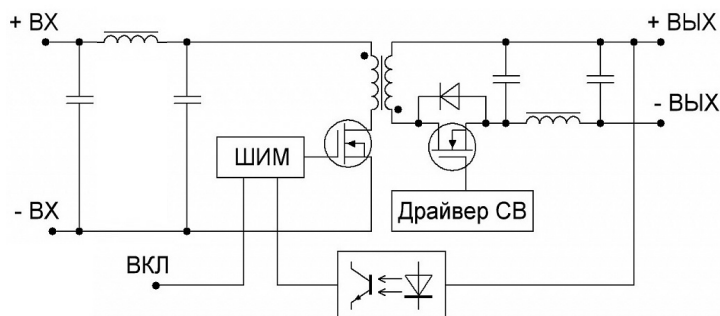 + ВХ
+ ВЫХ
- ВЫХ
ШИМ
Драйвер СВ
- ВХ
ВКЛ